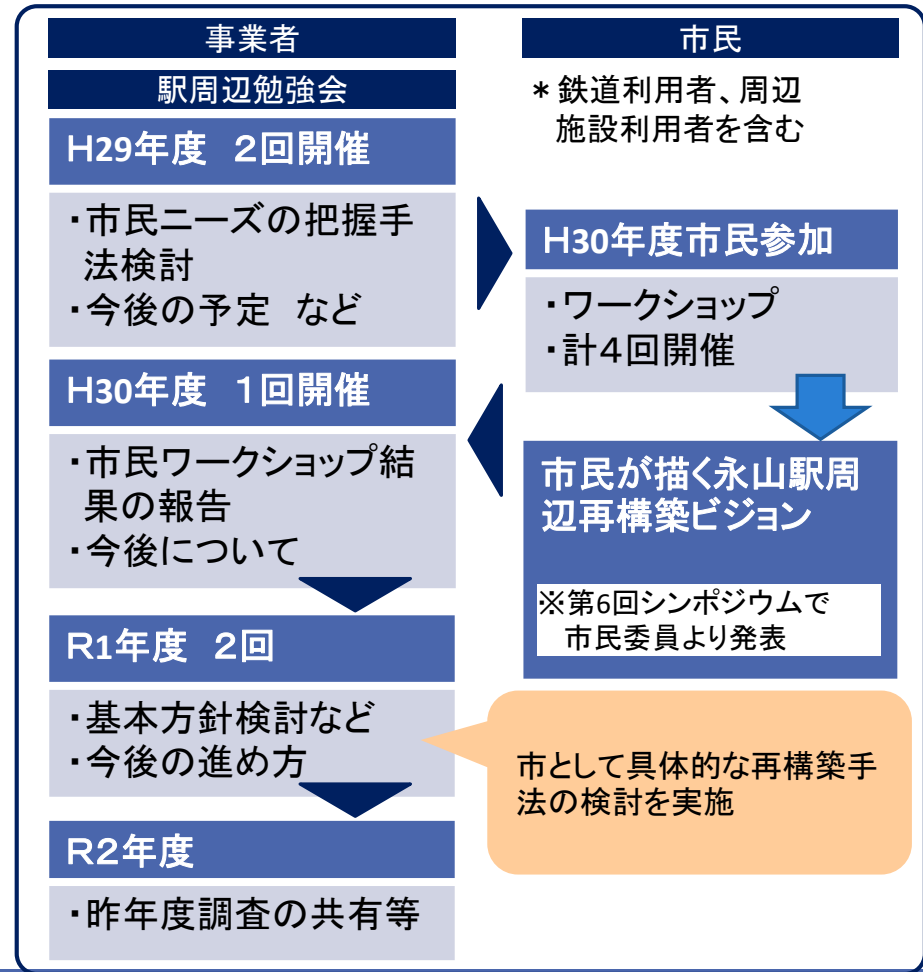 事業者
駅周辺勉強会
H29年度　２回開催
・市民ニーズの把握手
法検討
・今後の予定　など
H30年度　１回開催
・市民ワークショップ結
果の報告
・今後について
R1年度　２回
・基本方針検討など
・今後の進め方
R２年度
・昨年度調査の共有等
市民
＊鉄道利用者、周辺
施設利用者を含む
H30年度市民参加
・ワークショップ
・計４回開催
市民が描く永山駅周
辺再構築ビジョン
※第6回シンポジウムで
市民委員より発表
市として具体的な再構築手
法の検討を実施